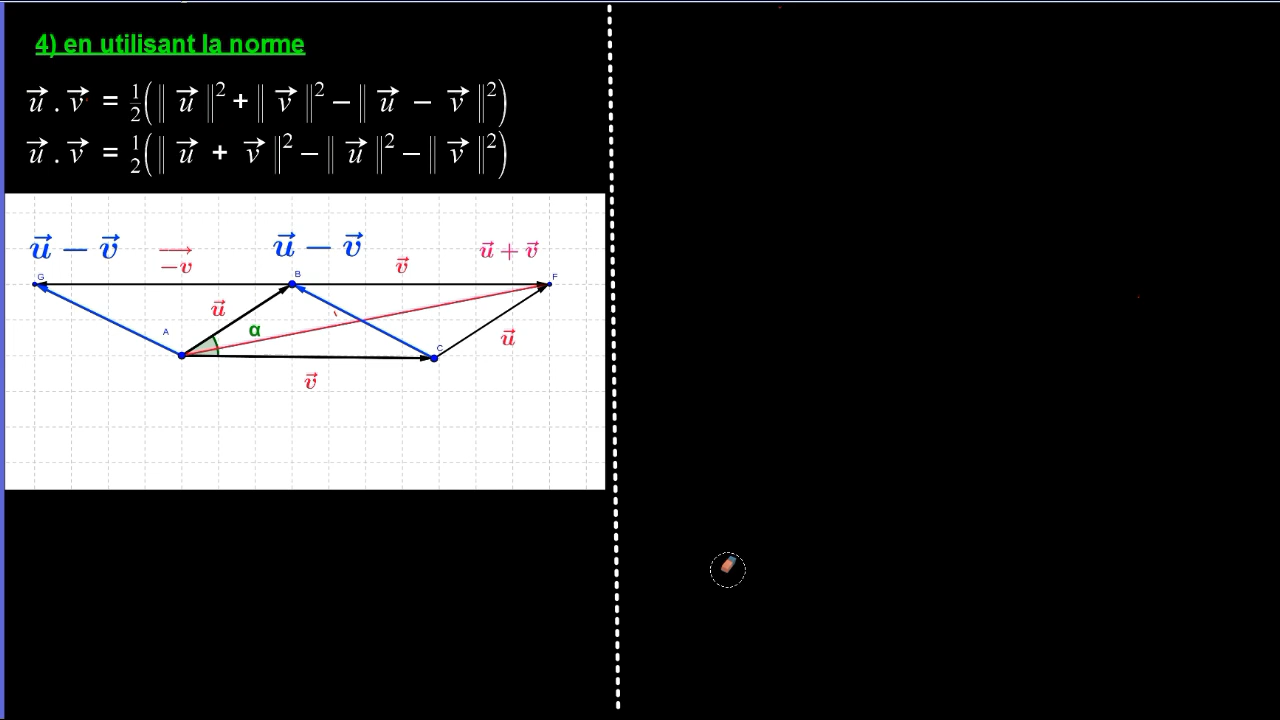 4) en utilisant la norme
u⃗ . v⃗ = ½(‖ u⃗ ‖² + ‖ v⃗ ‖² − ‖ u⃗ − v⃗ ‖²)
u⃗ . v⃗ = ½(‖ u⃗ + v⃗ ‖² − ‖ u⃗ ‖² − ‖ v⃗ ‖²)
u⃗ − v⃗ −v⃗ u⃗ − v⃗ v⃗ u⃗ + v⃗
G B F
u⃗
A α u⃗
C
v⃗